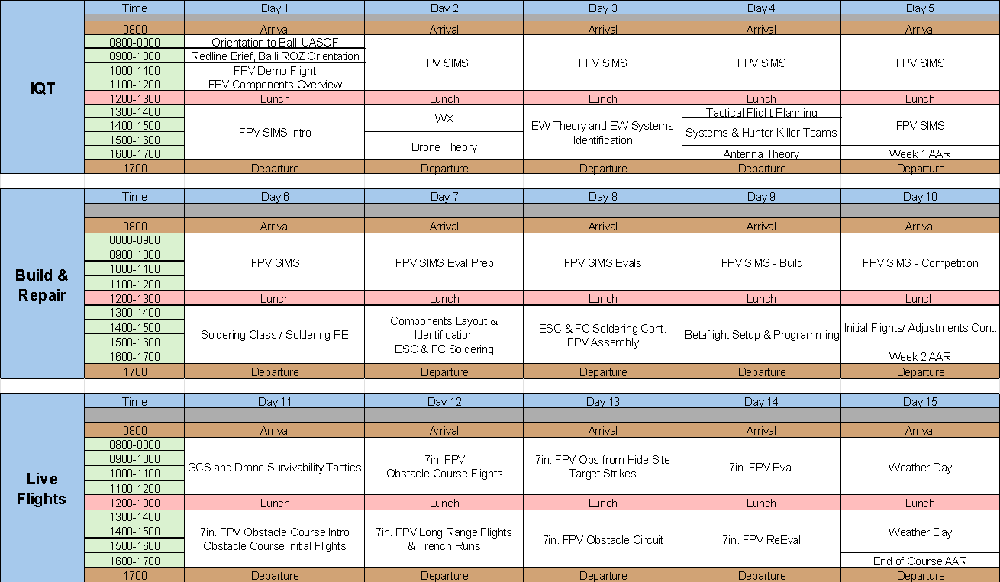 Time Day 1 Day 2 Day 3 Day 4 Day 5
IQT
0800 Arrival Arrival Arrival Arrival Arrival
0800-0900 Orientation to Balli UASOF
0900-1000 Redline Brief, Balli ROZ Orientation
FPV SIMS FPV SIMS FPV SIMS FPV SIMS
1000-1100 FPV Demo Flight
1100-1200 FPV Components Overview
1200-1300 Lunch Lunch Lunch Lunch Lunch
1300-1400 Tactical Flight Planning
WX
1400-1500 EW Theory and EW Systems FPV SIMS
FPV SIMS Intro Systems & Hunter Killer Teams
1500-1600 Identification
Drone Theory
1600-1700 Antenna Theory Week 1 AAR
1700 Departure Departure Departure Departure Departure
Time Day 6 Day 7 Day 8 Day 9 Day 10
Build &
Repair
0800 Arrival Arrival Arrival Arrival Arrival
0800-0900
0900-1000
FPV SIMS FPV SIMS Eval Prep FPV SIMS Evals FPV SIMS - Build FPV SIMS - Competition
1000-1100
1100-1200
1200-1300 Lunch Lunch Lunch Lunch Lunch
1300-1400
Components Layout &
1400-1500 ESC & FC Soldering Cont. Initial Flights/ Adjustments Cont.
Soldering Class / Soldering PE Identification Betaflight Setup & Programming
1500-1600 FPV Assembly
ESC & FC Soldering
1600-1700 Week 2 AAR
1700 Departure Departure Departure Departure Departure
Time Day 11 Day 12 Day 13 Day 14 Day 15
Live
Flights
0800 Arrival Arrival Arrival Arrival Arrival
0800-0900
0900-1000 7in. FPV 7in. FPV Ops from Hide Site
GCS and Drone Survivability Tactics 7in. FPV Eval Weather Day
1000-1100 Obstacle Course Flights Target Strikes
1100-1200
1200-1300 Lunch Lunch Lunch Lunch Lunch
1300-1400
1400-1500 7in. FPV Obstacle Course Intro 7in. FPV Long Range Flights Weather Day
7in. FPV Obstacle Circuit 7in. FPV ReEval
1500-1600 Obstacle Course Initial Flights & Trench Runs
1600-1700 End of Course AAR
1700 Departure Departure Departure Departure Departure